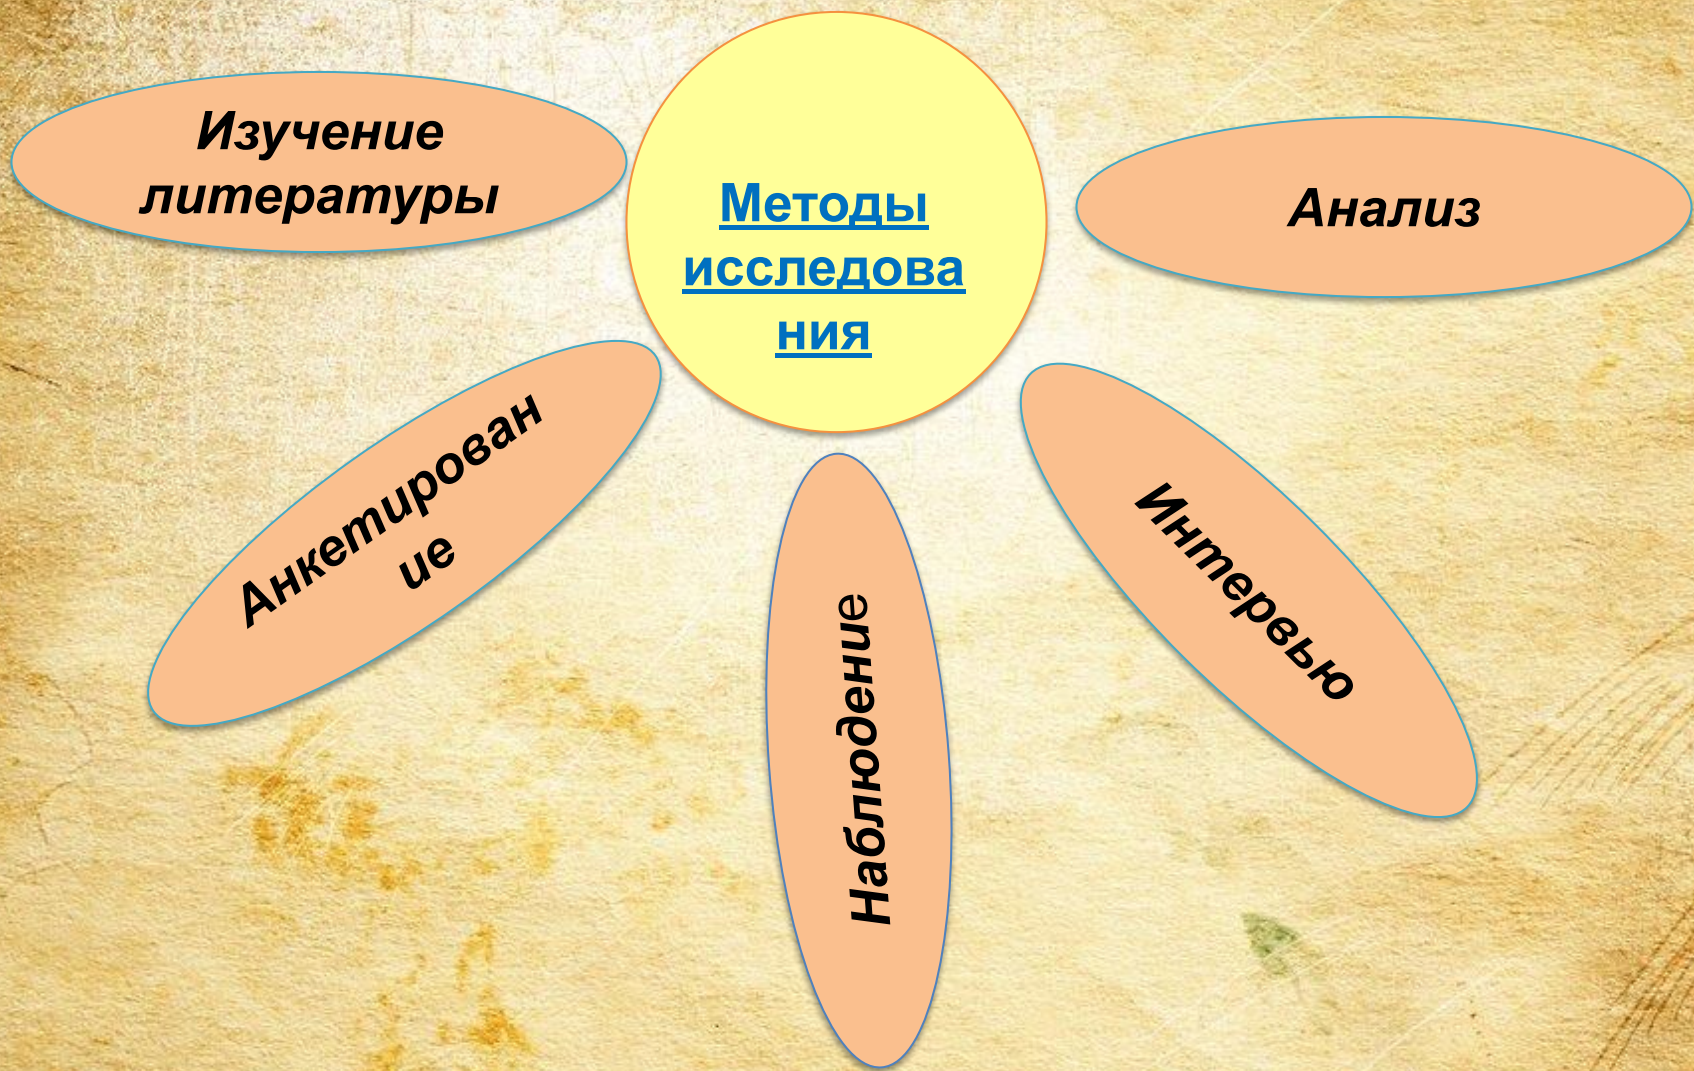 Изучение
литературы
Методы
исследова
ния
Анализ
Анкетирован
ие
Наблюдение
Интервью